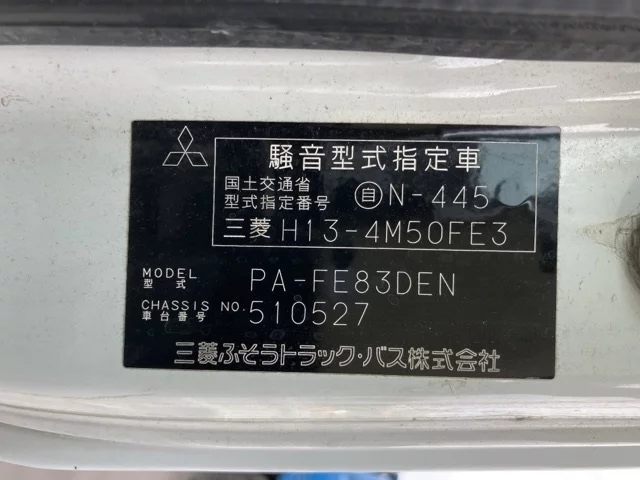 騒音型式指定車
国土交通省
型式指定番号 自N-445
三菱 H13-4M50FE3
MODEL PA-FE83DEN
型式
CHASSIS NO. 510527
車台番号
三菱ふそうトラック・バス株式会社